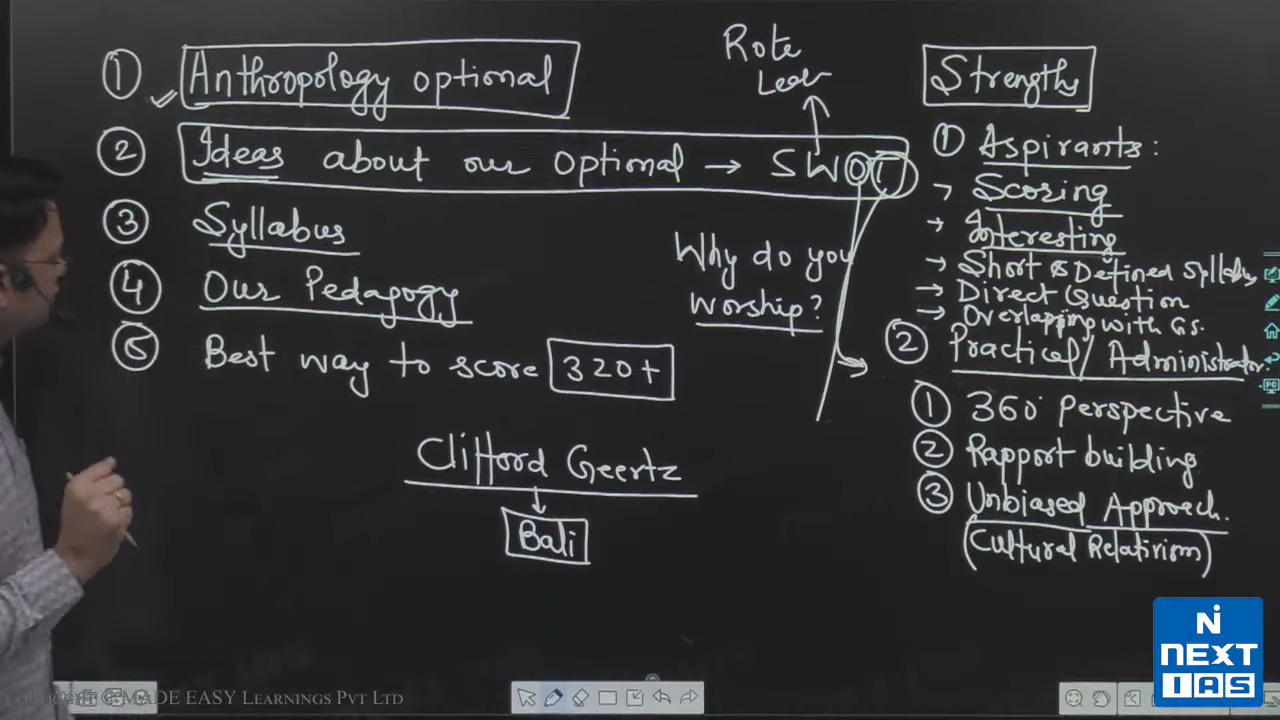 ① Anthropology optional
② Ideas about our Optional → SWOT
③ Syllabus
④ Our Pedagogy
⑤ Best way to score 320+
Clifford Geertz
↓
Bali
Rote
Why do you
worship?
Strengths
① Aspirants:
→ Scoring
→ Interesting
→ Short & Defined Syllabus
→ Direct Question
→ Overlapping with GS.
② Practical/Administrator.
① 360° Perspective
② Rapport building
③ Unbiased Approach.
(Cultural Relativism)
© MADE EASY Learnings Pvt Ltd
NEXT
IAS